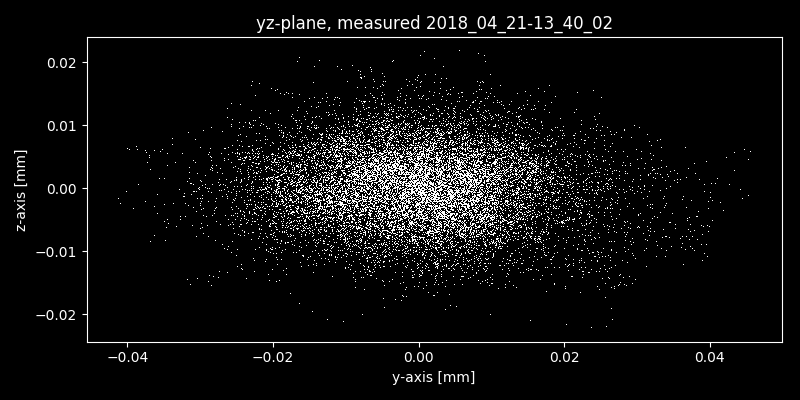 yz-plane, measured 2018_04_21-13_40_02
0.02
0.01
0.00
−0.01
−0.02
z-axis [mm]
−0.04 −0.02 0.00 0.02 0.04
y-axis [mm]